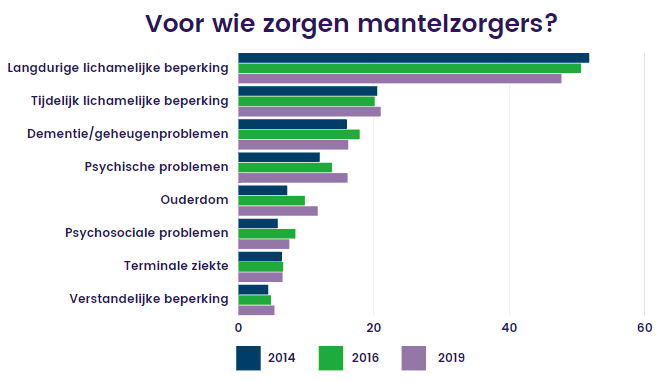 Voor wie zorgen mantelzorgers?
Langdurige lichamelijke beperking
Tijdelijk lichamelijke beperking
Dementie/geheugenproblemen
Psychische problemen
Ouderdom
Psychosociale problemen
Terminale ziekte
Verstandelijke beperking
0 20 40 60
2014 2016 2019